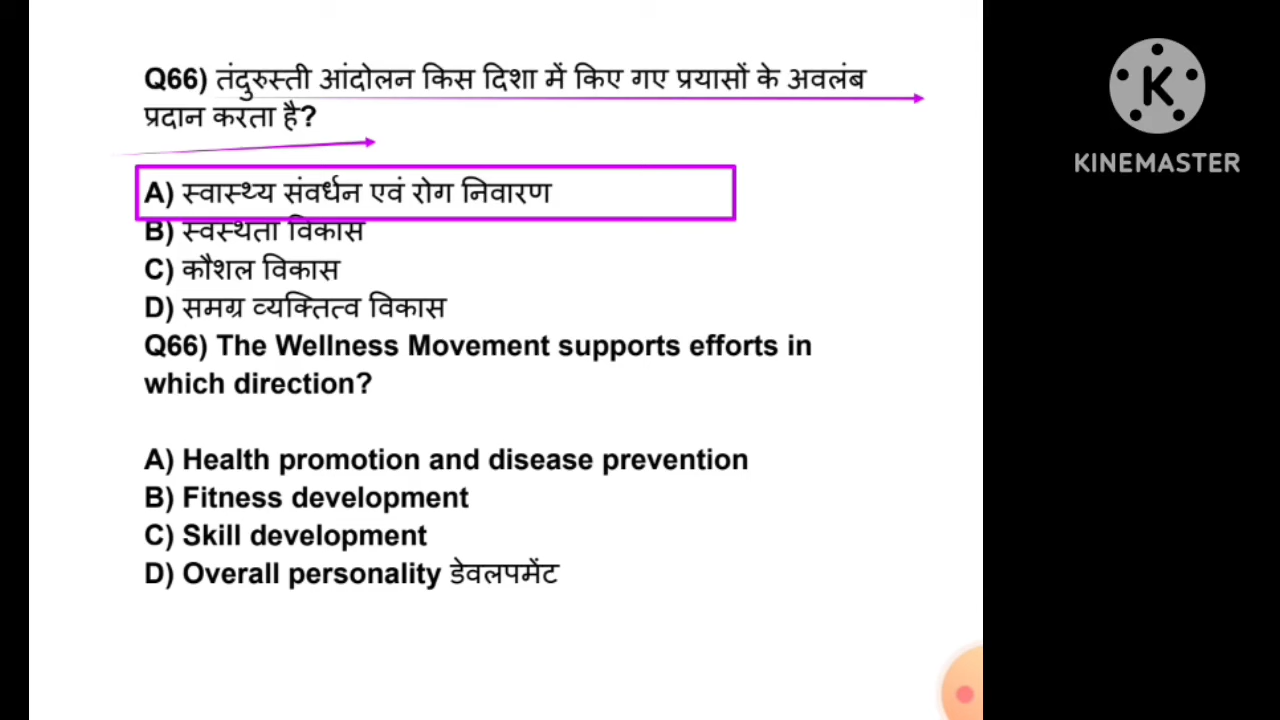 Q66) तंदुरुस्ती आंदोलन किस दिशा में किए गए प्रयासों के अवलंब
प्रदान करता है?
A) स्वास्थ्य संवर्धन एवं रोग निवारण
B) स्वस्थता विकास
C) कौशल विकास
D) समग्र व्यक्तित्व विकास
Q66) The Wellness Movement supports efforts in
which direction?
A) Health promotion and disease prevention
B) Fitness development
C) Skill development
D) Overall personality डेवलपमेंट
K
KINEMASTER